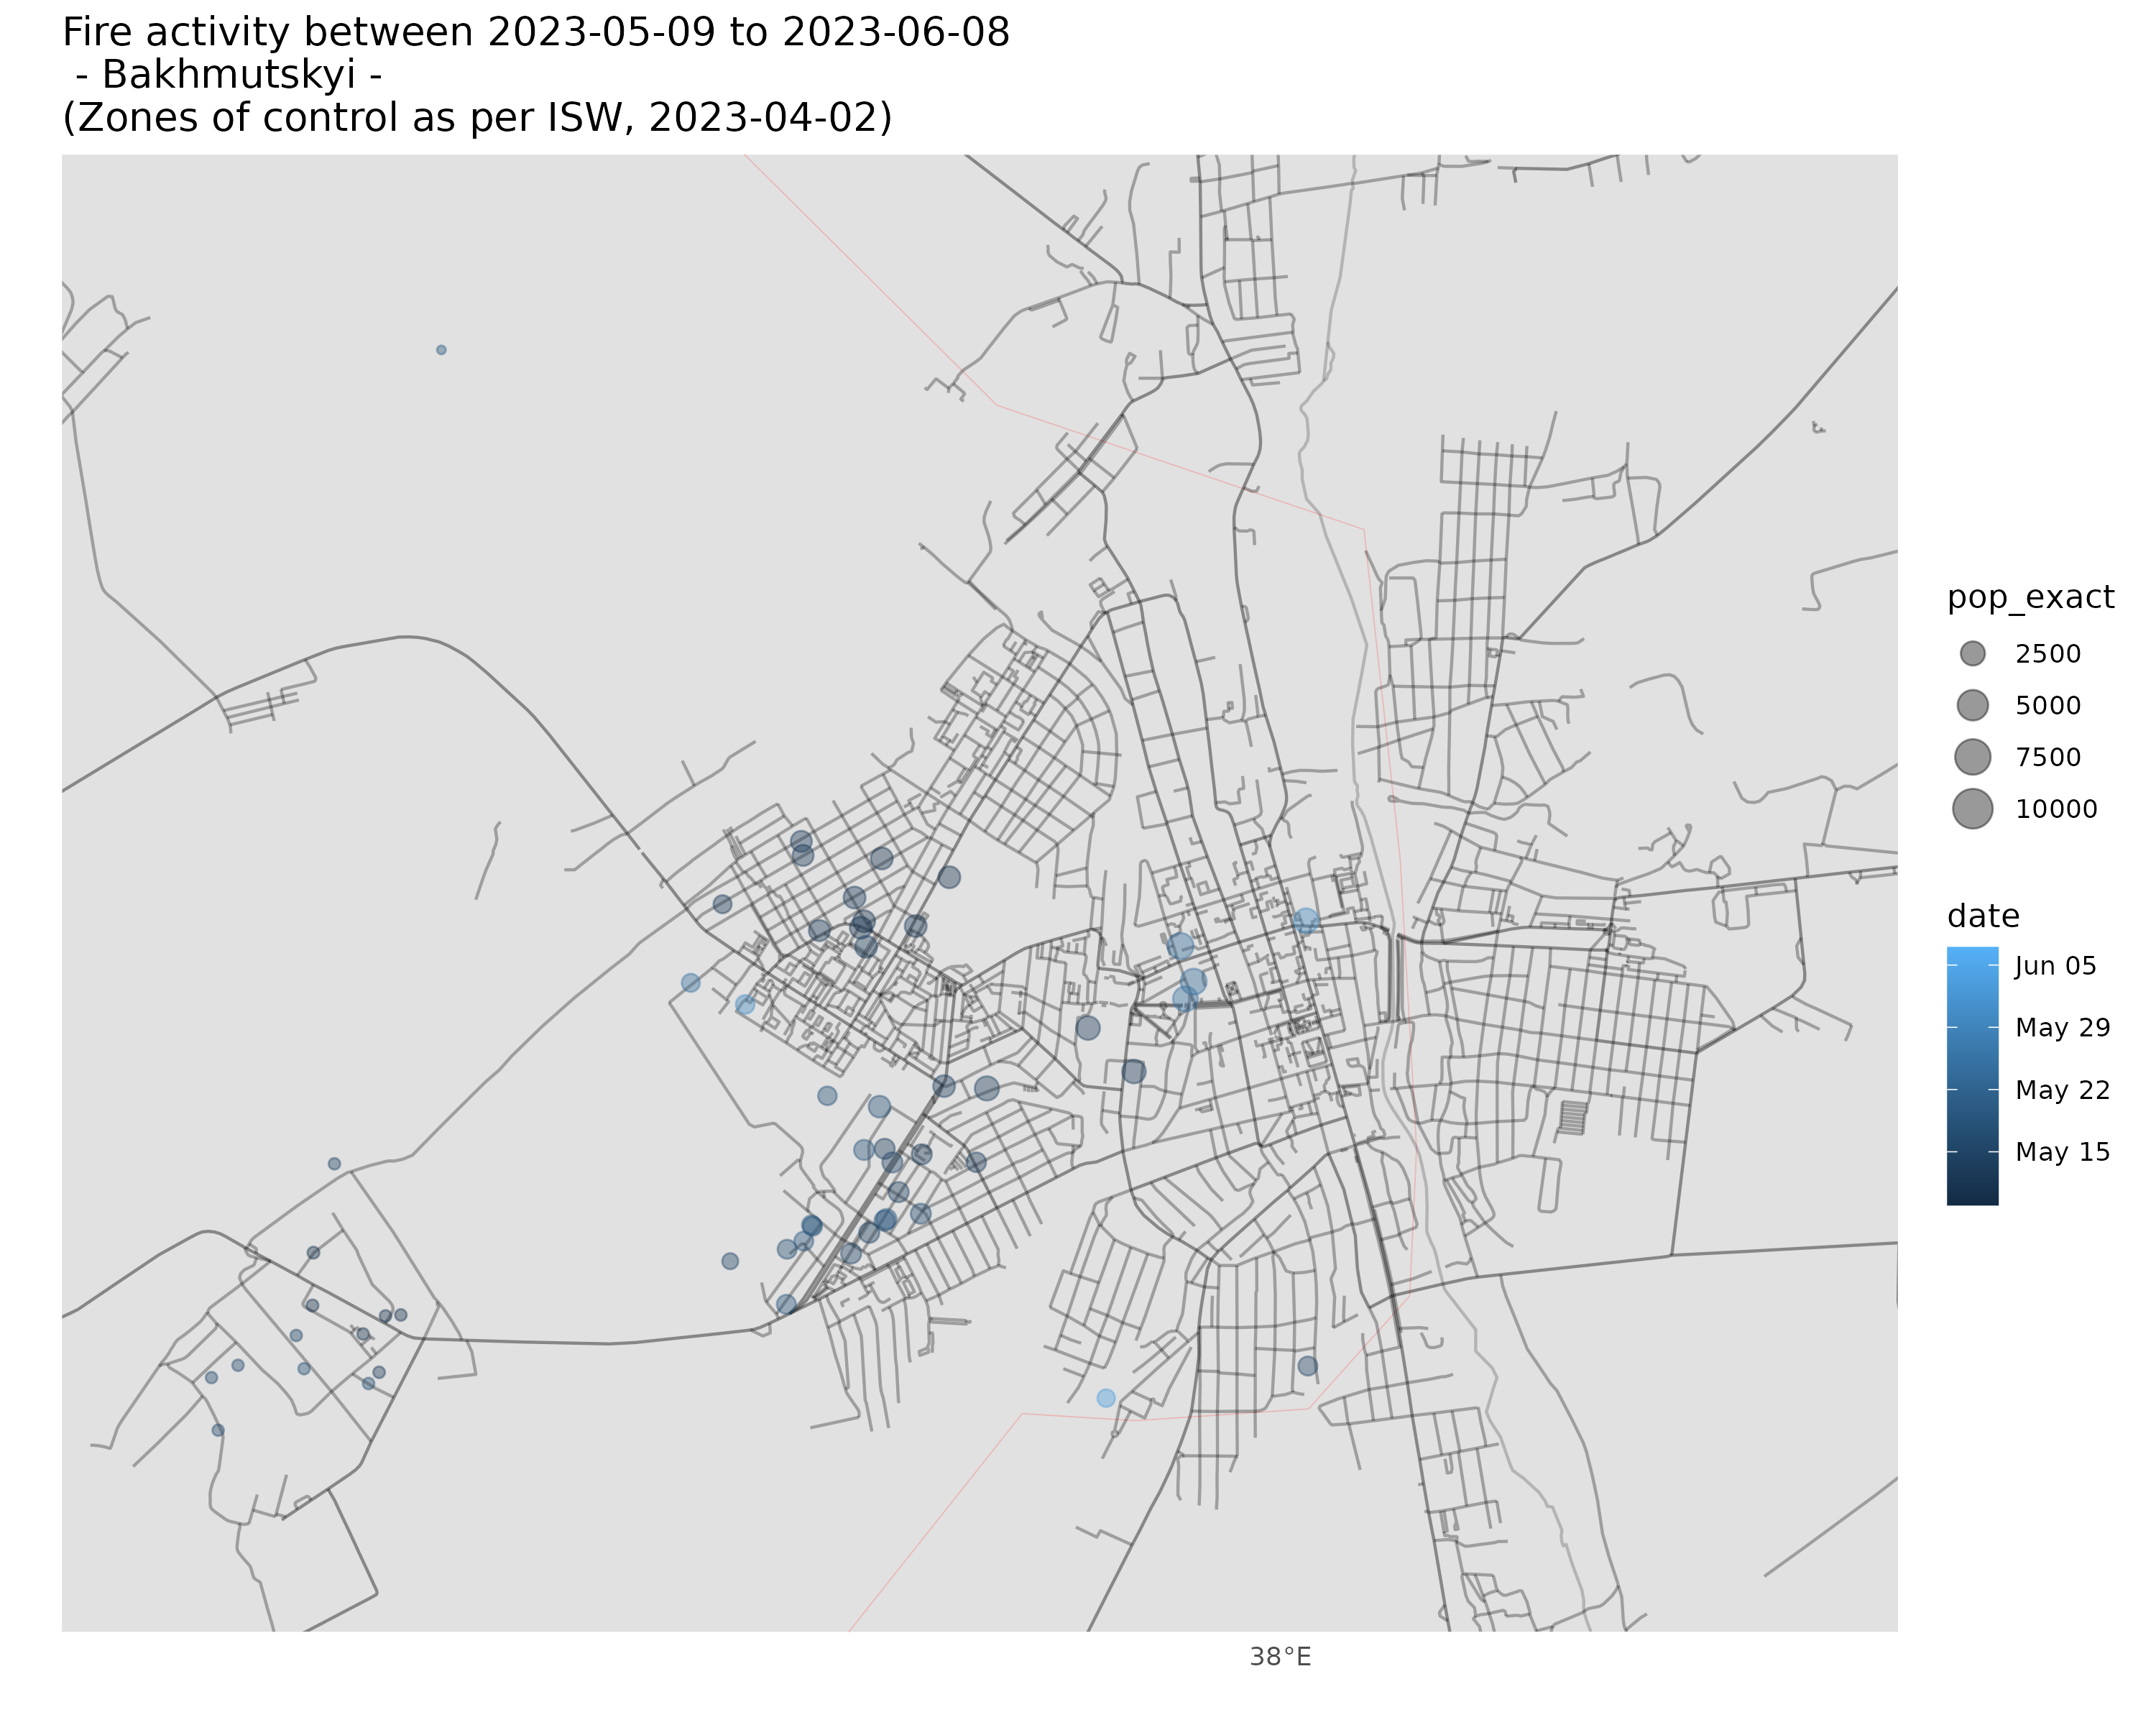 Fire activity between 2023-05-09 to 2023-06-08
- Bakhmutskyi -
(Zones of control as per ISW, 2023-04-02)
pop_exact
2500
5000
7500
10000
date
Jun 05
May 29
May 22
May 15
38°E